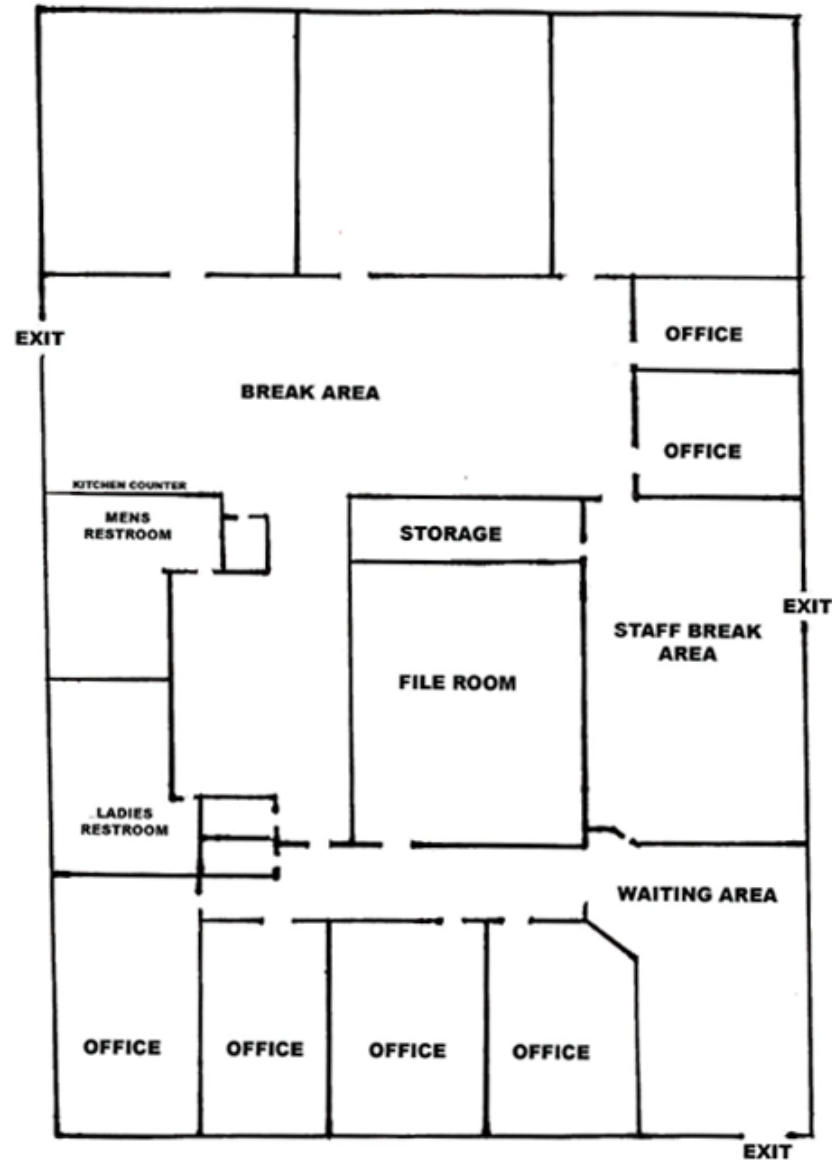 EXIT
OFFICE
BREAK AREA
OFFICE
KITCHEN COUNTER
MENS
RESTROOM
STORAGE
EXIT
STAFF BREAK
AREA
FILE ROOM
LADIES
RESTROOM
WAITING AREA
OFFICE
OFFICE
OFFICE
OFFICE
EXIT